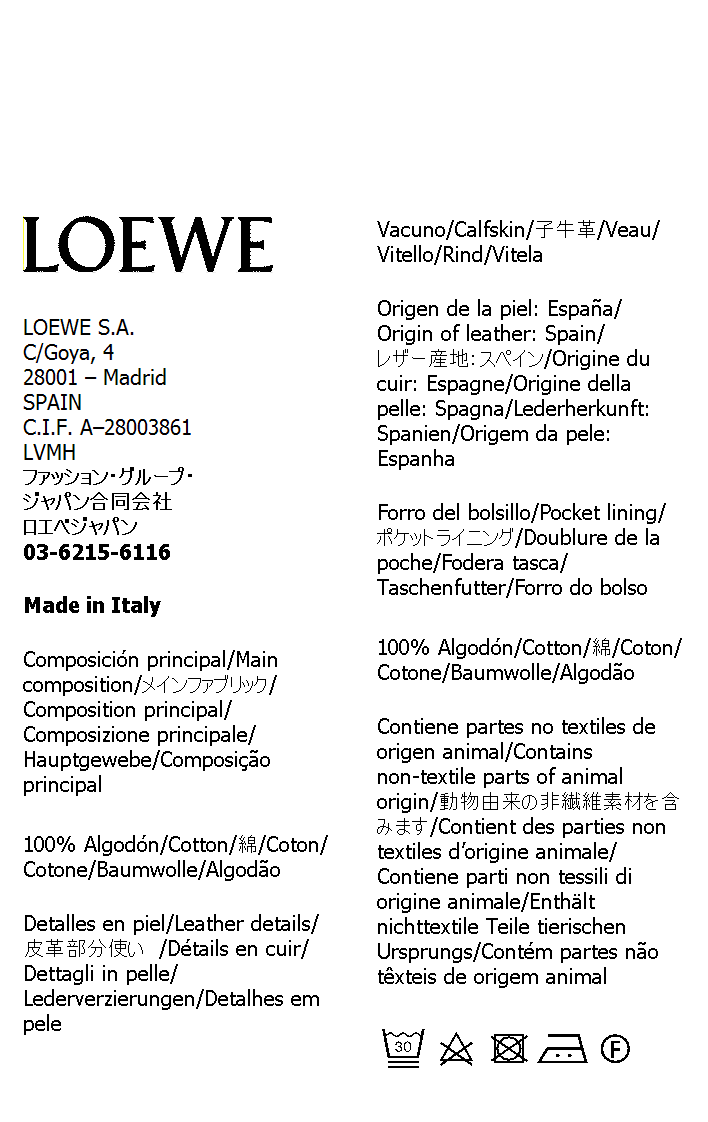 LOEWE
LOEWE S.A.
C/Goya, 4
28001 – Madrid
SPAIN
C.I.F. A–28003861
LVMH
ファッション・グループ・
ジャパン合同会社
ロエベジャパン
03-6215-6116
Made in Italy
Composición principal/Main
composition/メインファブリック/
Composition principal/
Composizione principale/
Hauptgewebe/Composição
principal
100% Algodón/Cotton/綿/Coton/
Cotone/Baumwolle/Algodão
Detalles en piel/Leather details/
皮革部分使い /Détails en cuir/
Dettagli in pelle/
Lederverzierungen/Detalhes em
pele
Vacuno/Calfskin/子牛革/Veau/
Vitello/Rind/Vitela
Origen de la piel: España/
Origin of leather: Spain/
レザー産地：スペイン/Origine du
cuir: Espagne/Origine della
pelle: Spagna/Lederherkunft:
Spanien/Origem da pele:
Espanha
Forro del bolsillo/Pocket lining/
ポケットライニング/Doublure de la
poche/Fodera tasca/
Taschenfutter/Forro do bolso
100% Algodón/Cotton/綿/Coton/
Cotone/Baumwolle/Algodão
Contiene partes no textiles de
origen animal/Contains
non-textile parts of animal
origin/動物由来の非繊維素材を含
みます/Contient des parties non
textiles d’origine animale/
Contiene parti non tessili di
origine animale/Enthält
nichttextile Teile tierischen
Ursprungs/Contém partes não
têxteis de origem animal
30 F